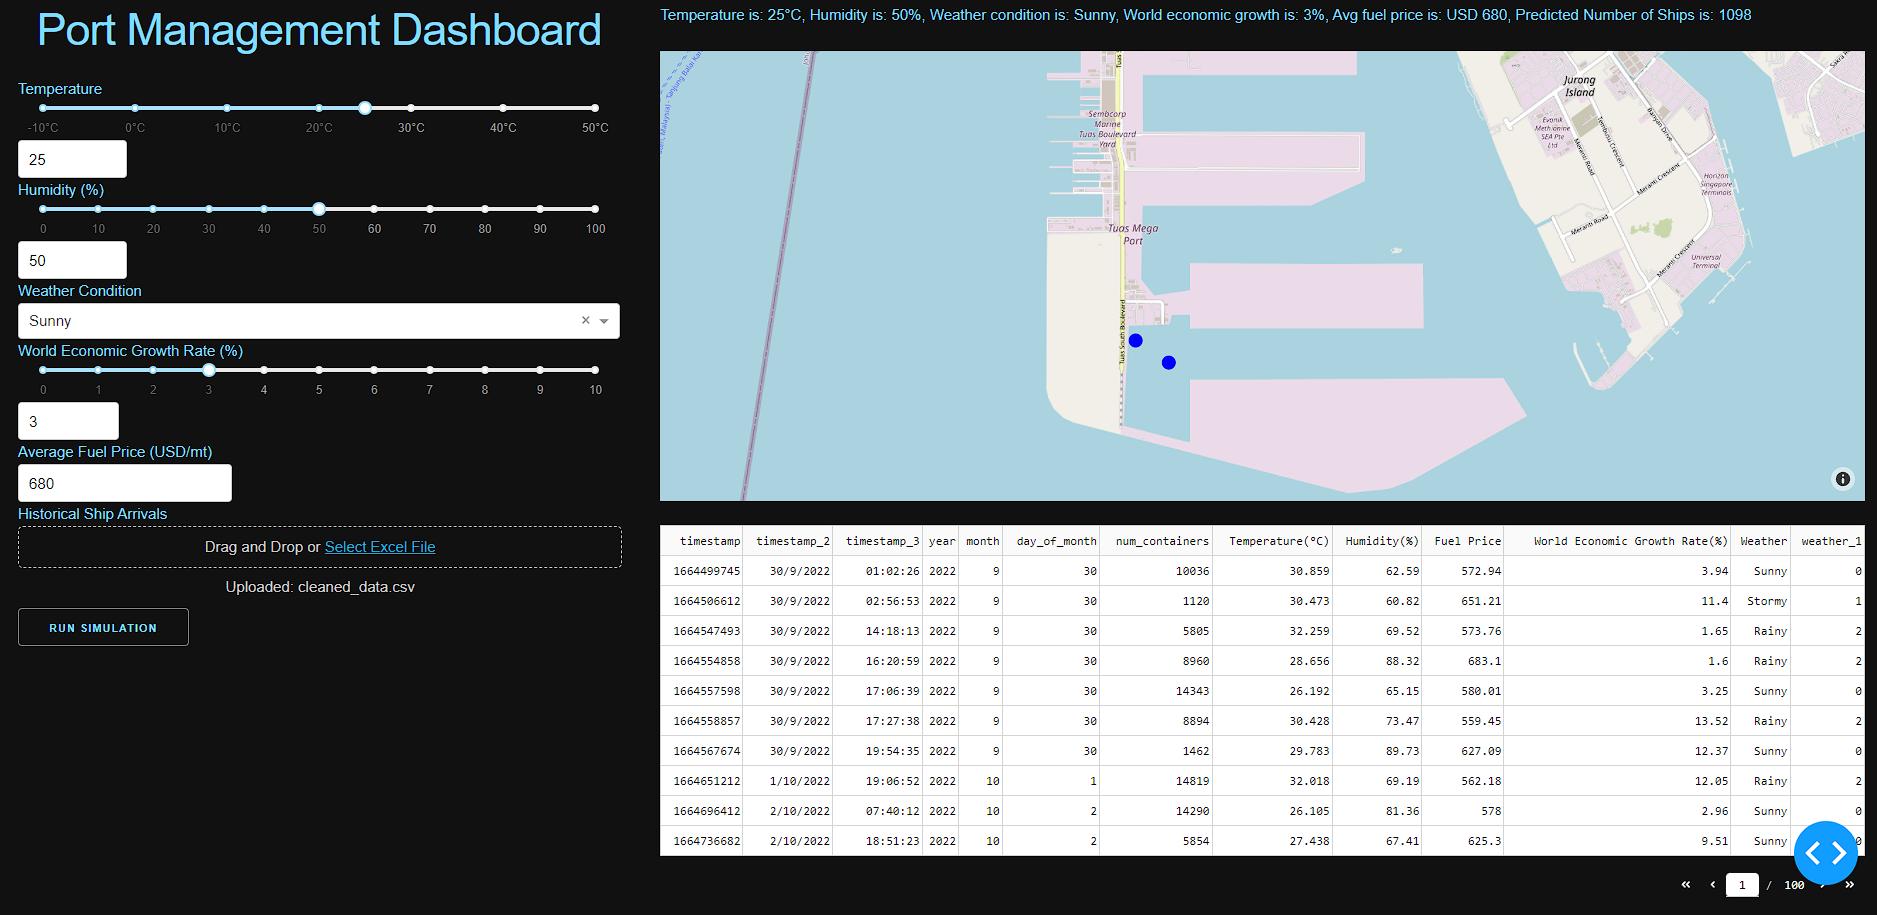 Port Management Dashboard
Temperature
-10°C 0°C 10°C 20°C 30°C 40°C 50°C
25
Humidity (%)
0 10 20 30 40 50 60 70 80 90 100
50
Weather Condition
Sunny
World Economic Growth Rate (%)
0 1 2 3 4 5 6 7 8 9 10
3
Average Fuel Price (USD/mt)
680
Historical Ship Arrivals
Drag and Drop or Select Excel File
Uploaded: cleaned_data.csv
RUN SIMULATION
Temperature is: 25°C, Humidity is: 50%, Weather condition is: Sunny, World economic growth is: 3%, Avg fuel price is: USD 680, Predicted Number of Ships is: 1098
Sembcorp
Marine
Tuas Boulevard
Yard
Tuas Mega
Port
Tuas South Boulevard
Jurong
Island
Evonik
Methionine
SEA Pte
Ltd
Banyan Drive
Tembusu Crescent
Meranti Road
Meranti Crescent
Meranti Road
Meranti Crescent
Horizon
Singapore
Terminals
Universal
Terminal
timestamp timestamp_2 timestamp_3 year month day_of_month num_containers Temperature(°C) Humidity(%) Fuel Price World Economic Growth Rate(%) Weather weather_1
1664499745 30/9/2022 01:02:26 2022 9 30 10036 30.859 62.59 572.94 3.94 Sunny 0
1664506612 30/9/2022 02:56:53 2022 9 30 1120 30.473 60.82 651.21 11.4 Stormy 1
1664547493 30/9/2022 14:18:13 2022 9 30 5805 32.259 69.52 573.76 1.65 Rainy 2
1664554858 30/9/2022 16:20:59 2022 9 30 8960 28.656 88.32 683.1 1.6 Rainy 2
1664557598 30/9/2022 17:06:39 2022 9 30 14343 26.192 65.15 580.01 3.25 Sunny 0
1664558857 30/9/2022 17:27:38 2022 9 30 8894 30.428 73.47 559.45 13.52 Rainy 2
1664567674 30/9/2022 19:54:35 2022 9 30 1462 29.783 89.73 627.09 12.37 Sunny 0
1664651212 1/10/2022 19:06:52 2022 10 1 14819 32.018 69.19 562.18 12.05 Rainy 2
1664696412 2/10/2022 07:40:12 2022 10 2 14290 26.105 81.36 578 2.96 Sunny 0
1664736682 2/10/2022 18:51:23 2022 10 2 5854 27.438 67.41 625.3 9.51 Sunny 0
« ‹ 1 / 100 › »